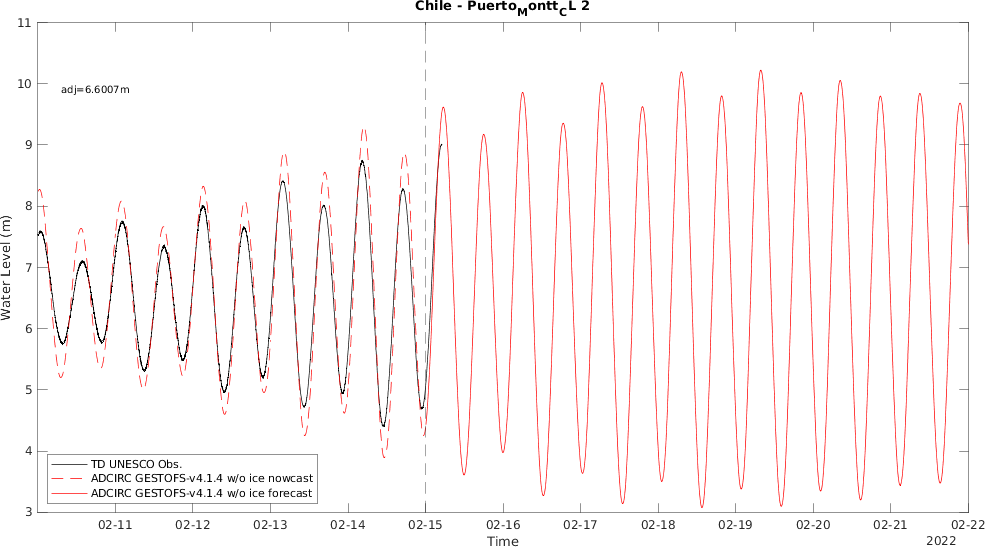 Chile - PuertoMonttCL 2
11
10
9
8
7
6
5
4
3
Water Level (m)
adj=6.6007m
TD UNESCO Obs.
ADCIRC GESTOFS-v4.1.4 w/o ice nowcast
ADCIRC GESTOFS-v4.1.4 w/o ice forecast
02-11 02-12 02-13 02-14 02-15 02-16 02-17 02-18 02-19 02-20 02-21 02-22
Time
2022